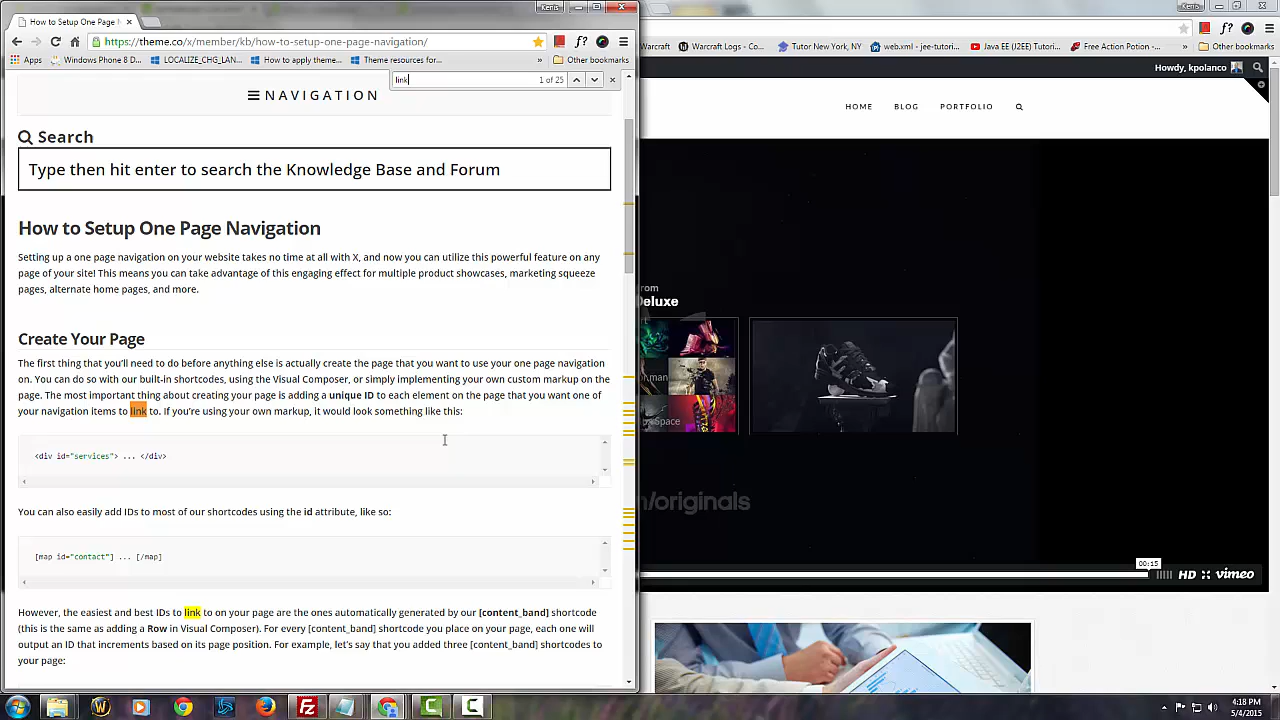 Kenis
Kenis
How to Setup One Page N
https://theme.co/x/member/kb/how-to-setup-one-page-navigation/
f?
f?
Apps
Windows Phone 8 D
LOCALIZE_CHG_LAN
How to apply theme...
Theme resources for...
»
Other bookmarks
Warcraft
Warcraft Logs - Co...
Tutor New York, NY
web.xml - jee-tutori...
Java EE (J2EE) Tutori...
Free Action Potion -
»
Other bookmarks
link
1 of 25
Howdy, kpolanco
NAVIGATION
HOME
BLOG
PORTFOLIO
Search
Type then hit enter to search the Knowledge Base and Forum
How to Setup One Page Navigation
Setting up a one page navigation on your website takes no time at all with X, and now you can utilize this powerful feature on any
page of your site! This means you can take advantage of this engaging effect for multiple product showcases, marketing squeeze
pages, alternate home pages, and more.
Create Your Page
The first thing that you'll need to do before anything else is actually create the page that you want to use your one page navigation
on. You can do so with our built-in shortcodes, using the Visual Composer, or simply implementing your own custom markup on the
page. The most important thing about creating your page is adding a unique ID to each element on the page that you want one of
your navigation items to link to. If you're using your own markup, it would look something like this:
<div id="services"> ... </div>
You can also easily add IDs to most of our shortcodes using the id attribute, like so:
[map id="contact"] ... [/map]
However, the easiest and best IDs to link to on your page are the ones automatically generated by our [content_band] shortcode
(this is the same as adding a Row in Visual Composer). For every [content_band] shortcode you place on your page, each one will
output an ID that increments based on its page position. For example, let's say that you added three [content_band] shortcodes to
your page:
from
Deluxe
man
Space
m/originals
00:15
HD
vimeo
4:18 PM
5/4/2015